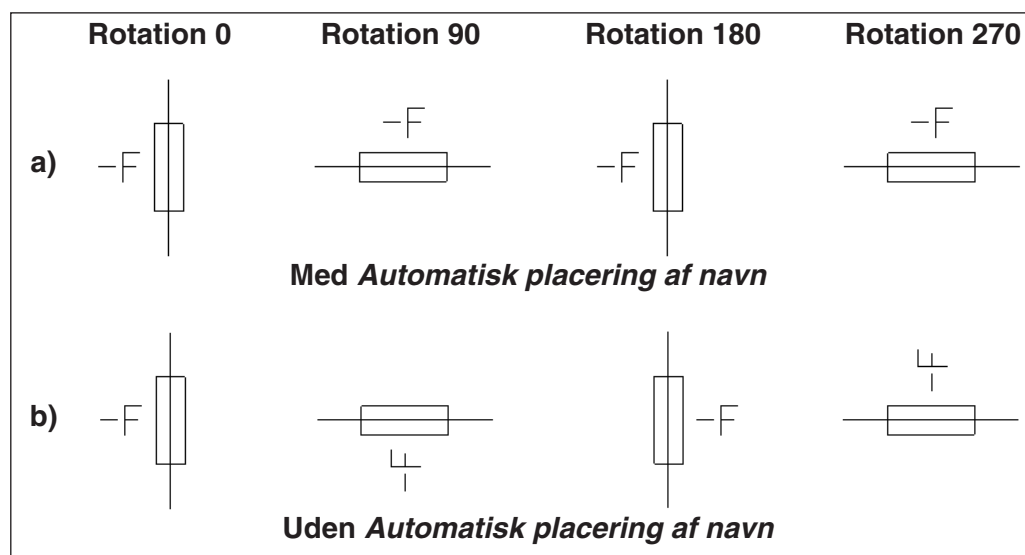 Rotation 0 Rotation 90 Rotation 180 Rotation 270
a) -F -F -F -F
Med Automatisk placering af navn
b) -F -F -F -F
Uden Automatisk placering af navn